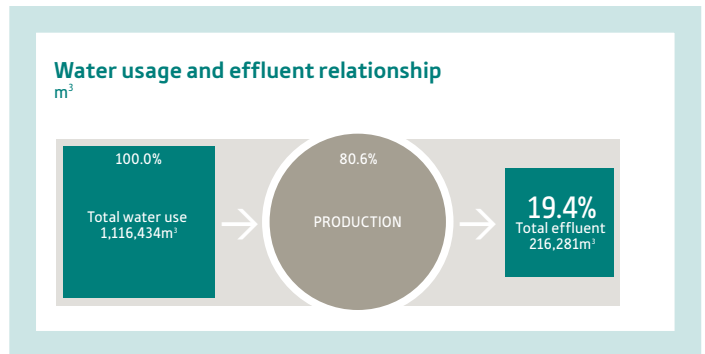 Water usage and effluent relationship
m³
100.0%
Total water use
1,116,434m³
80.6%
PRODUCTION
19.4%
Total effluent
216,281m³